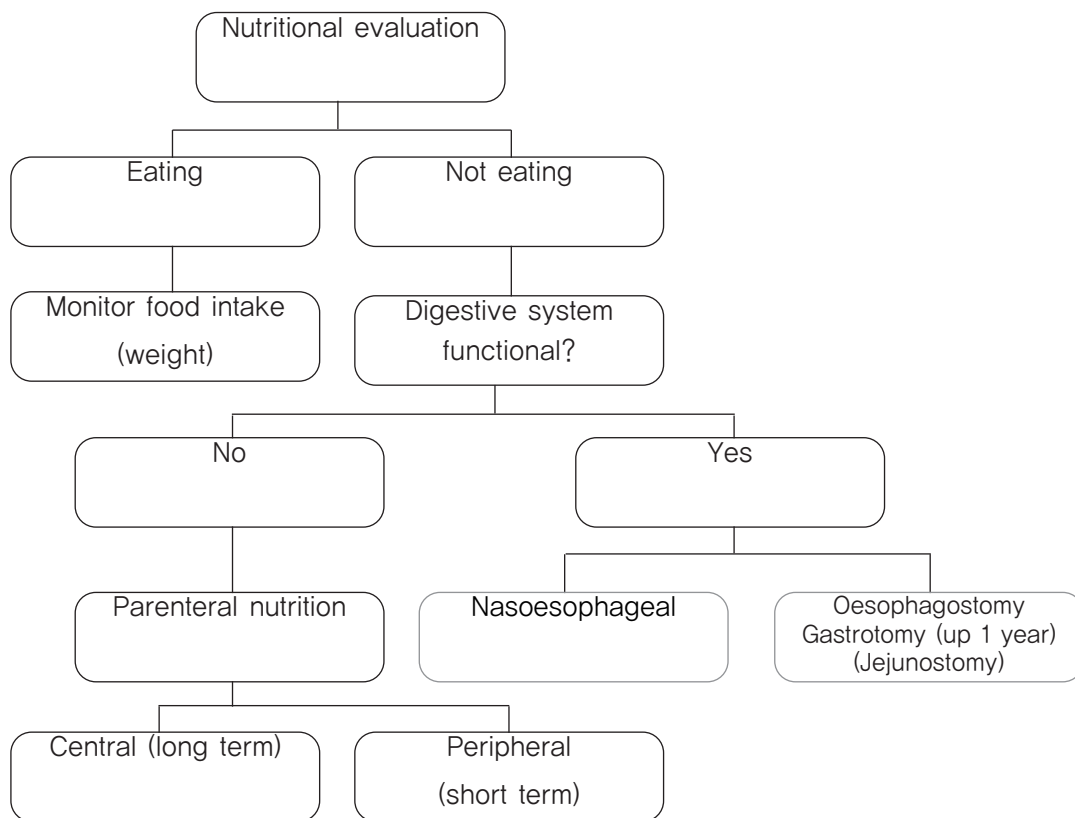 Nutritional evaluation
Eating
Not eating
Monitor food intake
(weight)
Digestive system
functional?
No
Yes
Parenteral nutrition
Nasoesophageal
Oesophagostomy
Gastrotomy (up 1 year)
(Jejunostomy)
Central (long term)
Peripheral
(short term)